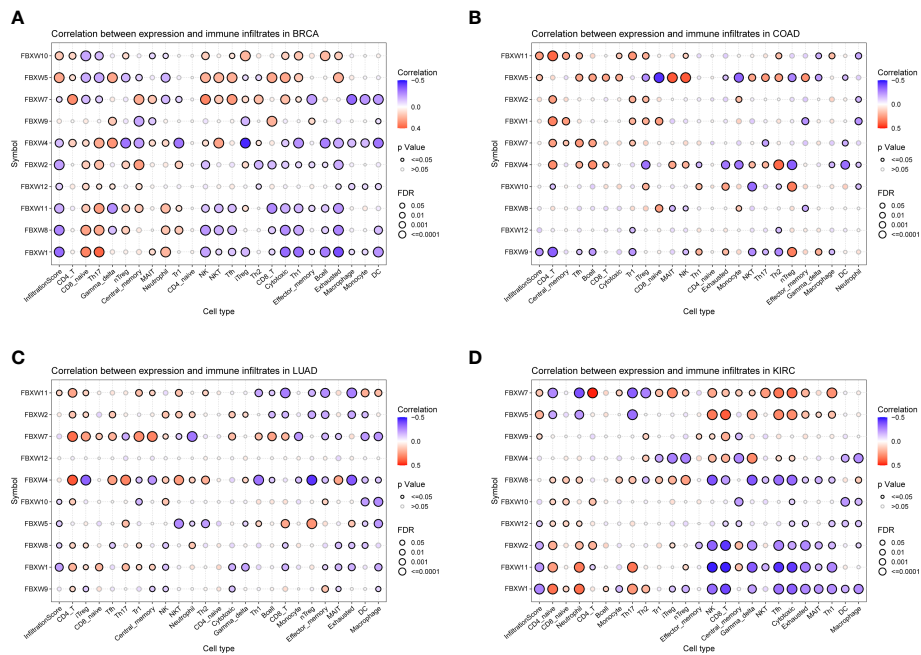 A
Correlation between expression and immune infiltrates in BRCA
Symbol
FBXW10
FBXW5
FBXW7
FBXW9
FBXW4
FBXW2
FBXW12
FBXW11
FBXW8
FBXW1
InfiltrationScore
CD4_T
CD8_naive
Th17
Gamma_delta
nTreg
Central_memory
MAIT
Neutrophil
Tr1
CD4_naive
NK
NKT
Tfh
iTreg
Th2
CD8_T
Cytotoxic
Th1
Effector_memory
Bcell
Exhausted
Macrophage
Monocyte
DC
Cell type
Correlation
−0.5
0.0
0.4
p Value
<=0.05
>0.05
FDR
0.05
0.01
0.001
<=0.0001
B
Correlation between expression and immune infiltrates in COAD
Symbol
FBXW11
FBXW5
FBXW2
FBXW1
FBXW7
FBXW4
FBXW10
FBXW8
FBXW12
FBXW9
InfiltrationScore
CD4_T
Central_memory
Tfh
Bcell
CD8_T
Cytotoxic
Tr1
iTreg
CD8_naive
MAIT
NK
Th1
CD4_naive
Exhausted
Monocyte
NKT
Th17
Th2
nTreg
Effector_memory
Gamma_delta
Macrophage
DC
Neutrophil
Cell type
Correlation
−0.5
0.0
0.5
p Value
<=0.05
>0.05
FDR
0.05
0.01
0.001
<=0.0001
C
Correlation between expression and immune infiltrates in LUAD
Symbol
FBXW11
FBXW2
FBXW7
FBXW12
FBXW4
FBXW10
FBXW5
FBXW8
FBXW1
FBXW9
InfiltrationScore
CD4_T
iTreg
CD8_naive
Tfh
Th17
Tr1
Central_memory
NK
NKT
Neutrophil
Th2
CD4_naive
Cytotoxic
Gamma_delta
Th1
Bcell
CD8_T
Monocyte
nTreg
Effector_memory
MAIT
Exhausted
DC
Macrophage
Cell type
Correlation
−0.5
0.0
0.5
p Value
<=0.05
>0.05
FDR
0.05
0.01
0.001
<=0.0001
D
Correlation between expression and immune infiltrates in KIRC
Symbol
FBXW7
FBXW5
FBXW9
FBXW4
FBXW8
FBXW10
FBXW12
FBXW2
FBXW11
FBXW1
InfiltrationScore
CD4_naive
CD8_naive
Neutrophil
CD4_T
Bcell
Monocyte
Th17
Th2
Tr1
iTreg
nTreg
Effector_memory
NK
CD8_T
Central_memory
Gamma_delta
NKT
Tfh
Cytotoxic
Exhausted
MAIT
Th1
DC
Macrophage
Cell type
Correlation
−0.5
0.0
0.5
p Value
<=0.05
>0.05
FDR
0.05
0.01
0.001
<=0.0001